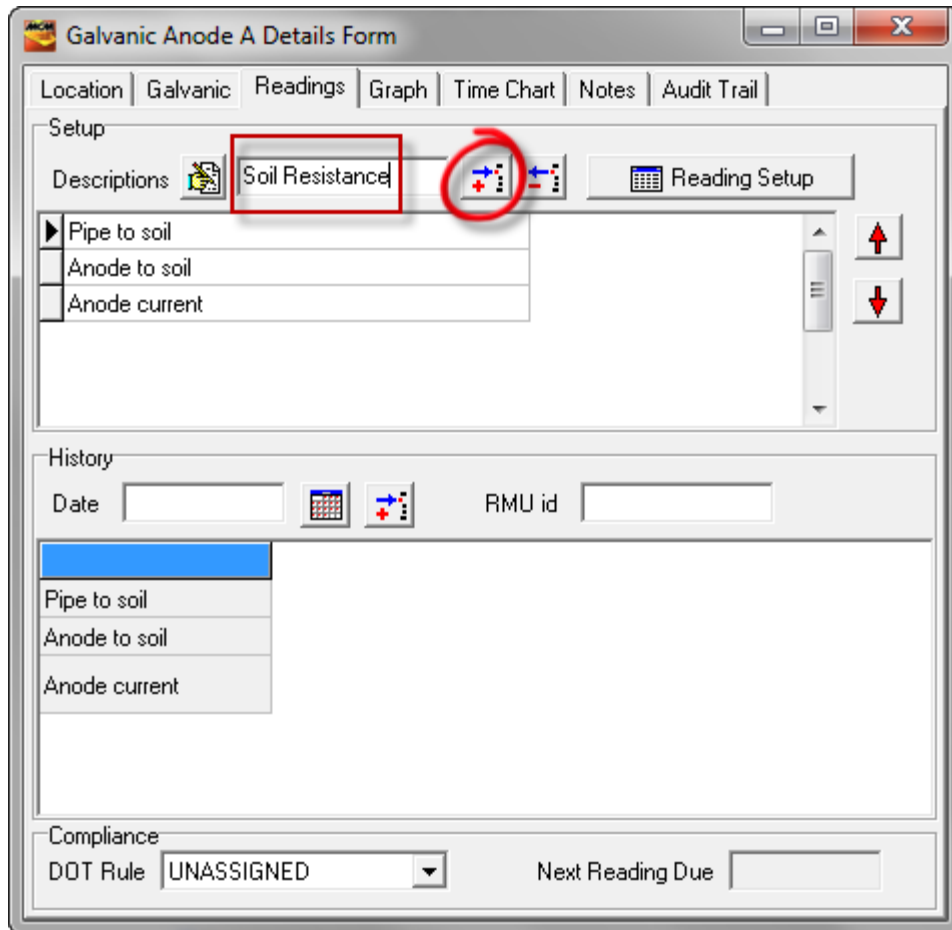 MCM Galvanic Anode A Details Form
Location Galvanic Readings Graph Time Chart Notes Audit Trail
Setup
Descriptions Soil Resistance Reading Setup
Pipe to soil
Anode to soil
Anode current
History
Date RMU id
Pipe to soil
Anode to soil
Anode current
Compliance
DOT Rule UNASSIGNED Next Reading Due